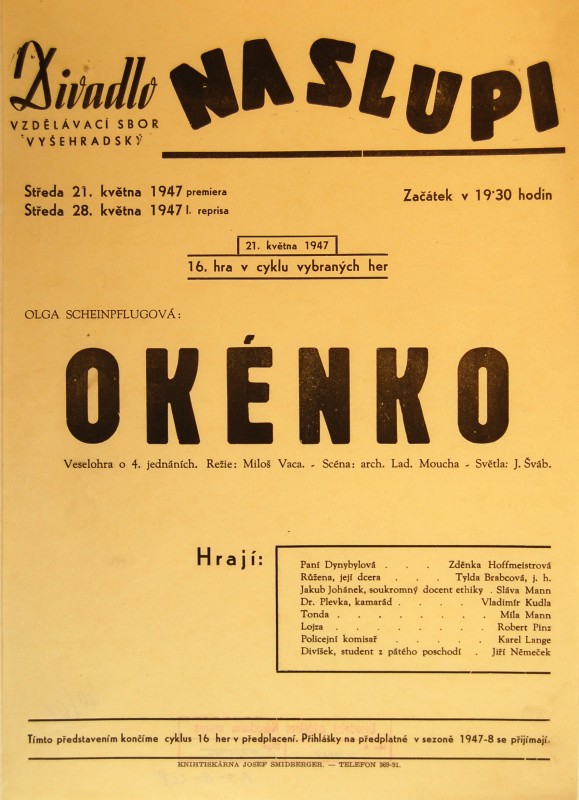 Divadlo
VZDĚLÁVACÍ SBOR
VYŠEHRADSKÝ
NA SLUPI
Středa 21. května 1947 premiera
Středa 28. května 1947 I. reprisa
Začátek v 19·30 hodin
21. května 1947
16. hra v cyklu vybraných her
OLGA SCHEINPFLUGOVÁ:
OKÉNKO
Veselohra o 4. jednáních. Režie: Miloš Vaca. - Scéna: arch. Lad. Moucha - Světla: J. Šváb.
Hrají:
Paní Dynybylová . . . Zděnka Hoffmeistrová
Růžena, její dcera . . . Tylda Brabcová, j. h.
Jakub Johánek, soukromný docent ethiky . Sláva Mann
Dr. Plevka, kamarád . . . . Vladimír Kudla
Tonda . . . . . . . Míla Mann
Lojza . . . . . . . . Robert Pinz
Policejní komisař . . . . . Karel Lange
Divíšek, student z pátého poschodí . Jiří Němeček
Tímto představením končíme cyklus 16 her v předplacení. Přihlášky na předplatné v sezoně 1947-8 se přijímají.
KNIHTISKÁRNA JOSEF SMIDBERGER. — TELEFON 369-31.